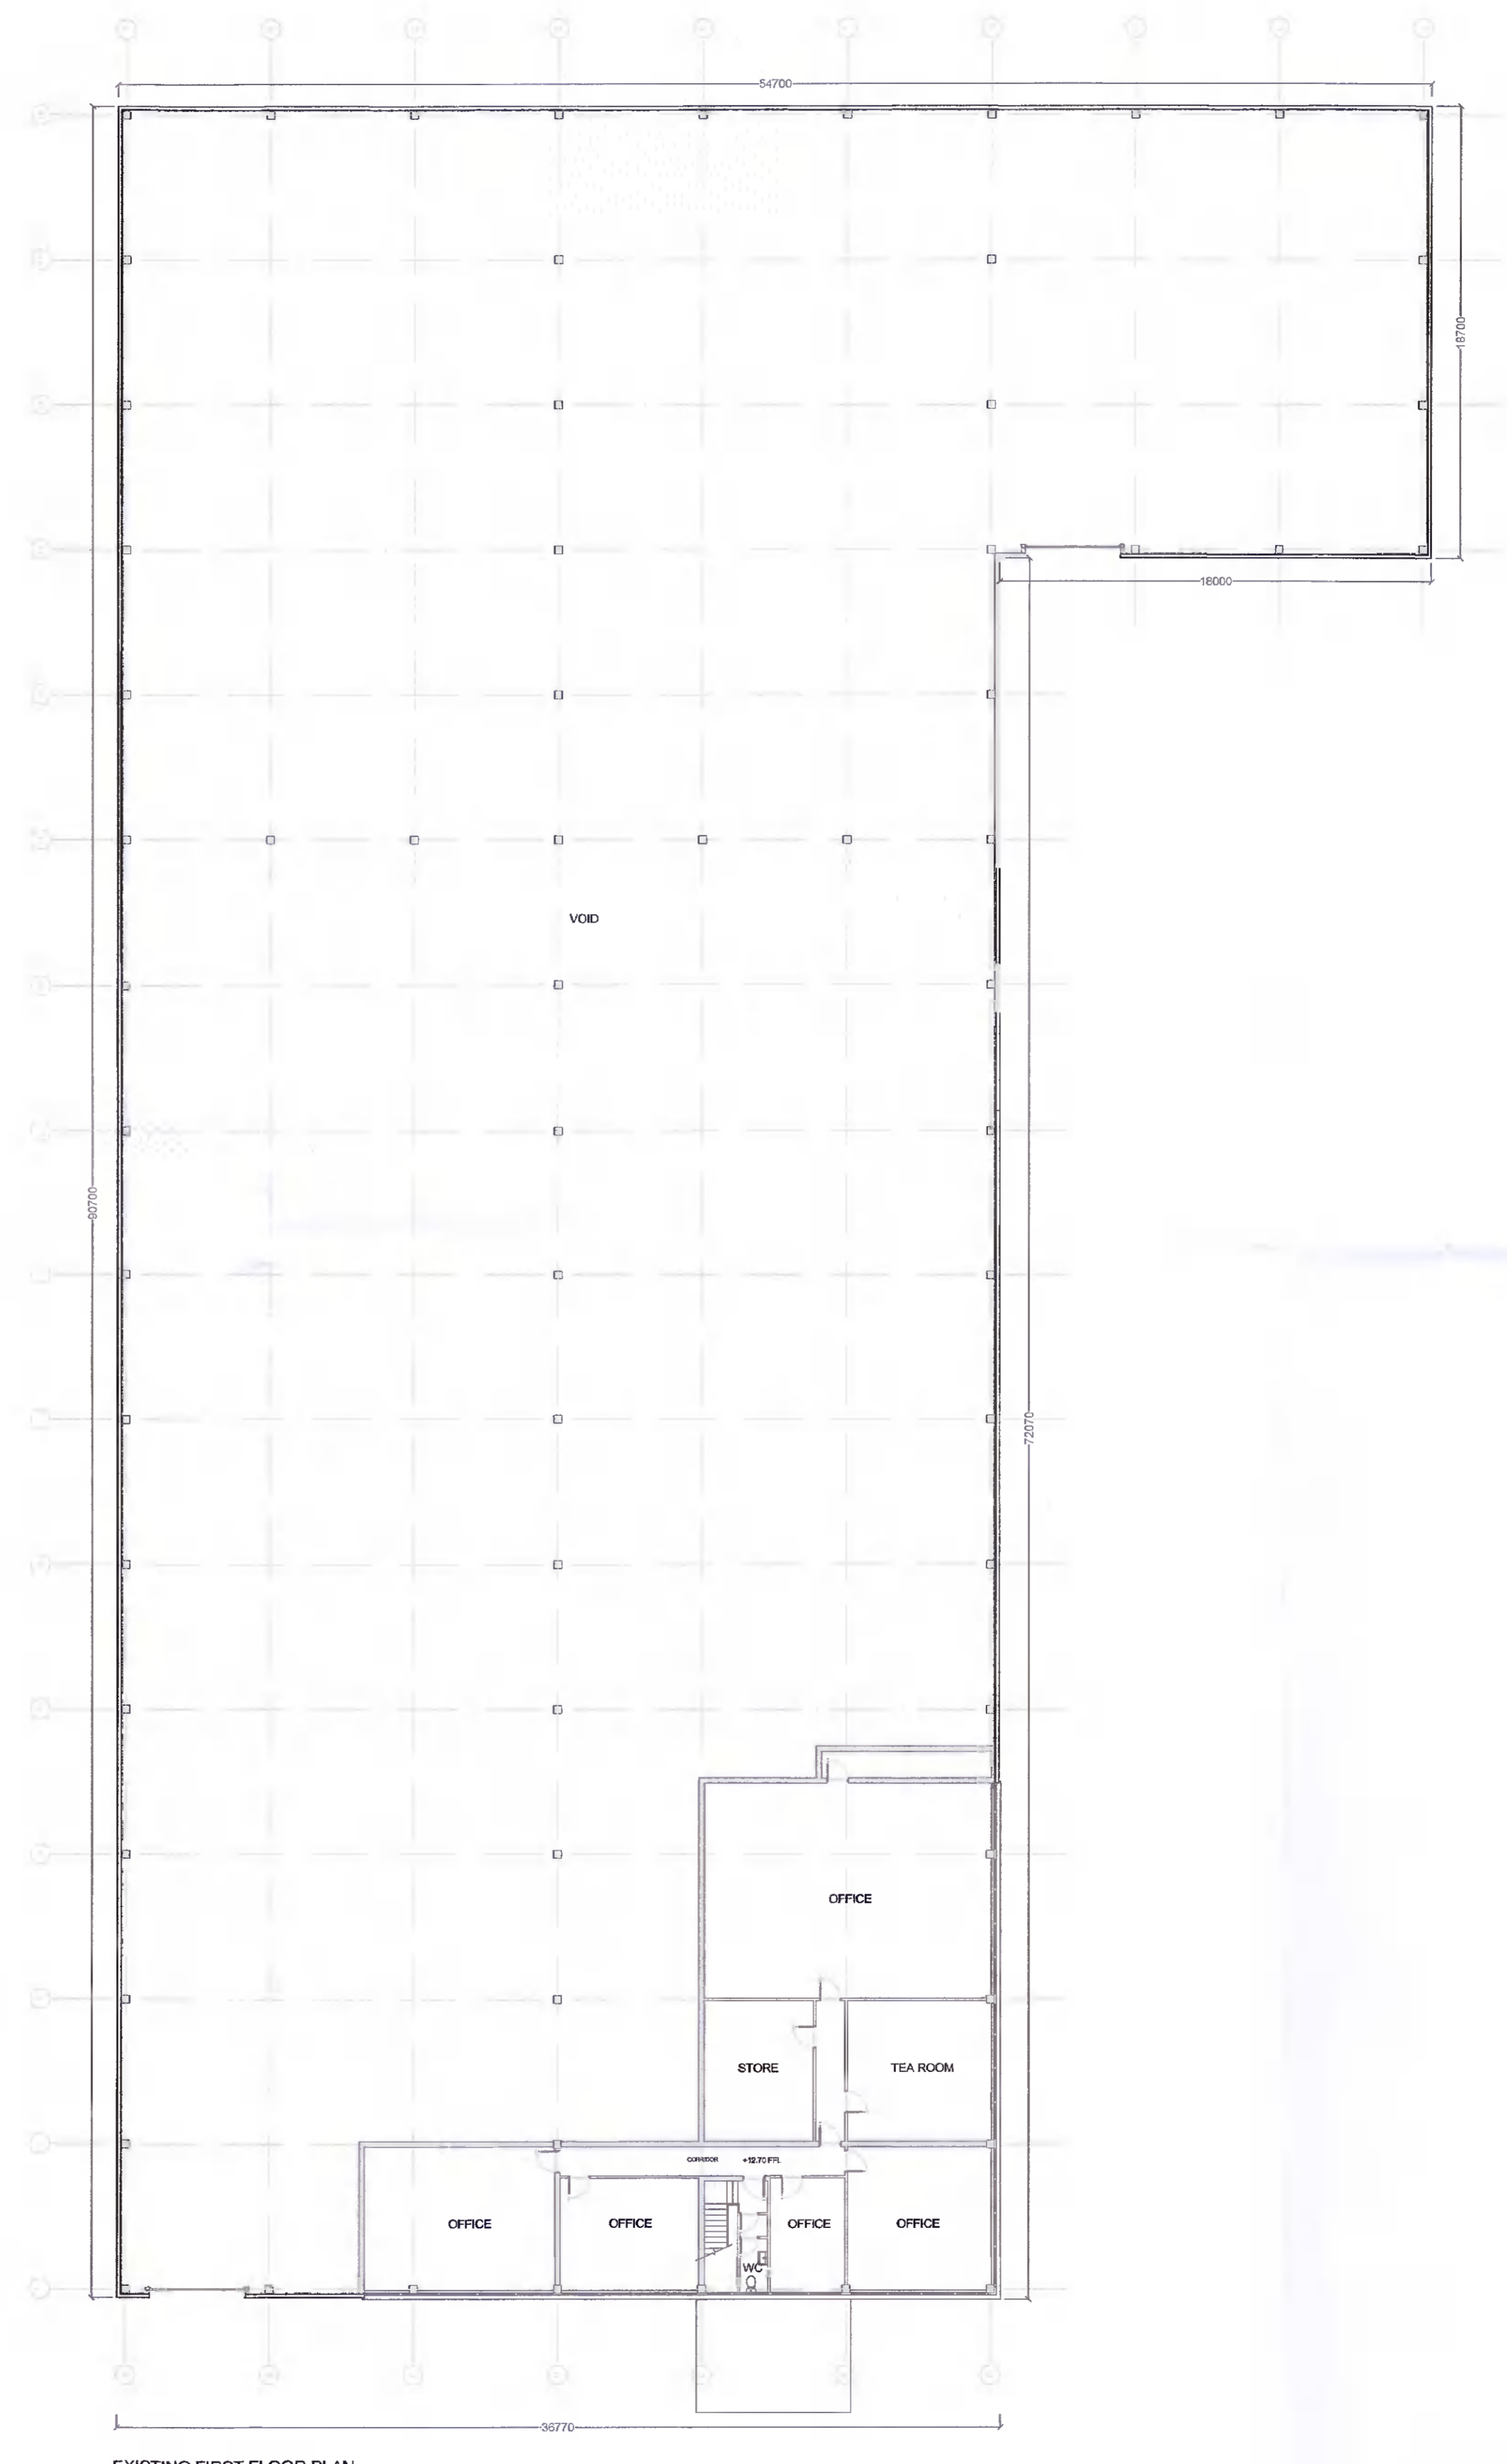 54700
18700
18000
VOID
90700
72070
OFFICE
STORE
TEA ROOM
CORRIDOR
+12.70 FFL
OFFICE
OFFICE
OFFICE
OFFICE
WC
36770
EXISTING FIRST FLOOR PLAN